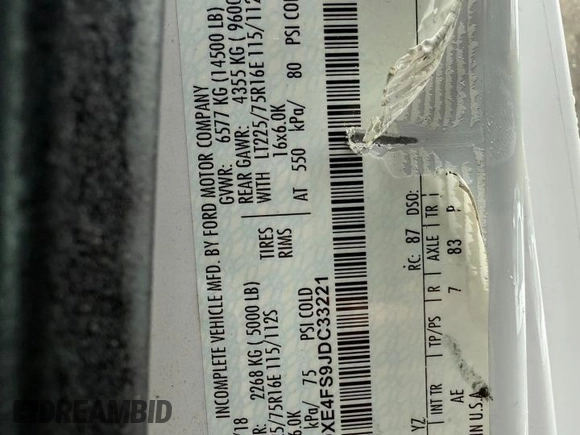 INCOMPLETE VEHICLE MFD. BY FORD MOTOR COMPANY
/18 GVWR: 6577 KG (14500 LB)
2268 KG ( 5000 LB) REAR GAWR: 4355 KG ( 9600
5/75R16E 115/112S TIRES WITH LT225/75R16E 115/112
6.0K RIMS 16x6.0K
kPa/ 75 PSI COLD AT 550 kPa/ 80 PSI COL
XE4FS9JDC33221
RC: 87 DSO:
YZ
INT TR TP/PS R AXLE TR
AE 7 83 P
N U.S.A.
DREAMBID